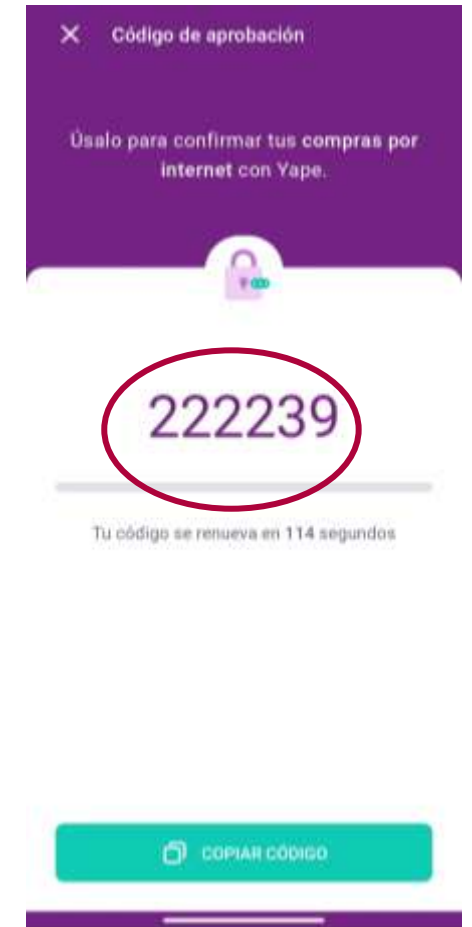 Código de aprobación
Úsalo para confirmar tus compras por
internet con Yape.
222239
Tu código se renueva en 114 segundos
COPIAR CÓDIGO